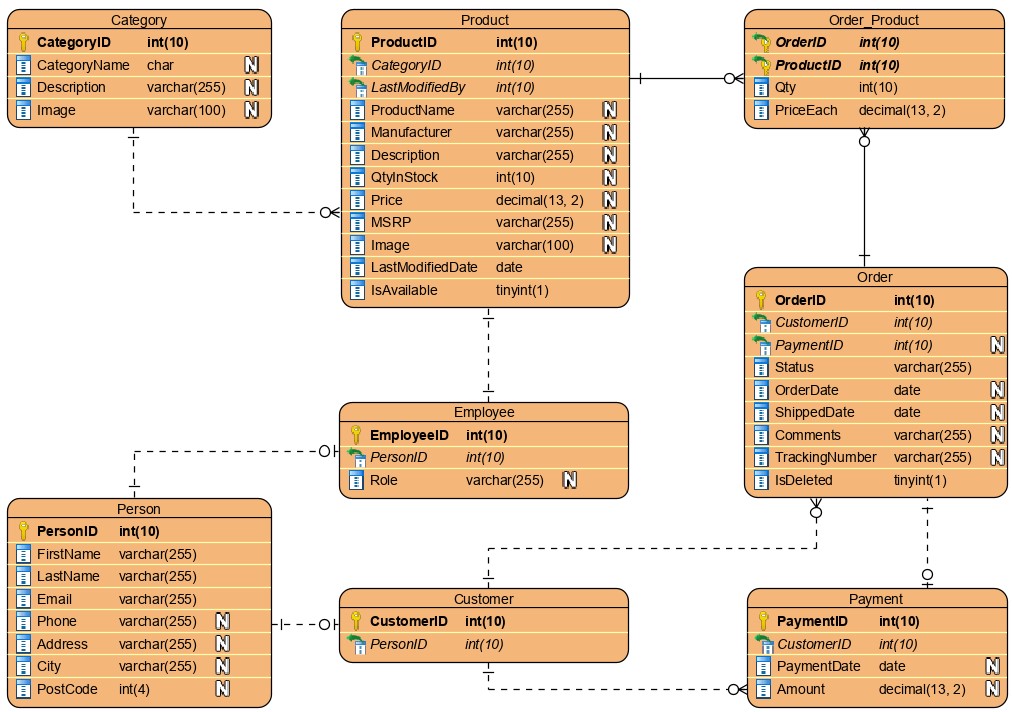 Category
CategoryID int(10)
CategoryName char N
Description varchar(255) N
Image varchar(100) N
Product
ProductID int(10)
CategoryID int(10)
LastModifiedBy int(10)
ProductName varchar(255) N
Manufacturer varchar(255) N
Description varchar(255) N
QtyInStock int(10) N
Price decimal(13, 2) N
MSRP varchar(255) N
Image varchar(100) N
LastModifiedDate date
IsAvailable tinyint(1)
Order_Product
OrderID int(10)
ProductID int(10)
Qty int(10)
PriceEach decimal(13, 2)
Order
OrderID int(10)
CustomerID int(10)
PaymentID int(10) N
Status varchar(255)
OrderDate date N
ShippedDate date N
Comments varchar(255) N
TrackingNumber varchar(255) N
IsDeleted tinyint(1)
Employee
EmployeeID int(10)
PersonID int(10)
Role varchar(255) N
Person
PersonID int(10)
FirstName varchar(255)
LastName varchar(255)
Email varchar(255)
Phone varchar(255) N
Address varchar(255) N
City varchar(255) N
PostCode int(4) N
Customer
CustomerID int(10)
PersonID int(10)
Payment
PaymentID int(10)
CustomerID int(10)
PaymentDate date N
Amount decimal(13, 2) N